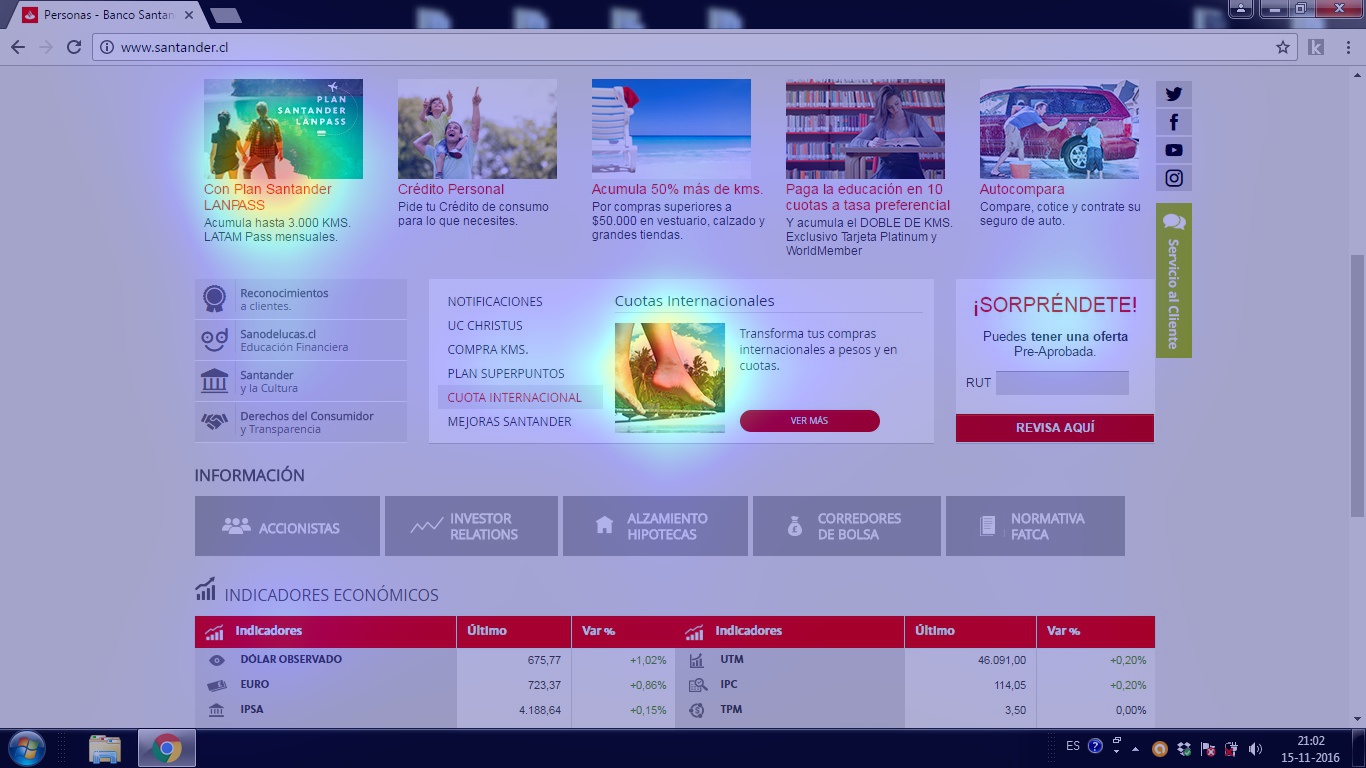 Personas - Banco Santan
www.santander.cl
PLAN
SANTANDER
LANPASS
Con Plan Santander
LANPASS
Acumula hasta 3.000 KMS.
LATAM Pass mensuales.
Crédito Personal
Pide tu Crédito de consumo
para lo que necesites.
Acumula 50% más de kms.
Por compras superiores a
$50.000 en vestuario, calzado y
grandes tiendas.
Paga la educación en 10
cuotas a tasa preferencial
Y acumula el DOBLE DE KMS.
Exclusivo Tarjeta Platinum y
WorldMember
Autocompara
Compare, cotice y contrate su
seguro de auto.
Servicio al Cliente
Reconocimientos
a clientes.
Sanodelucas.cl
Educación Financiera
Santander
y la Cultura
Derechos del Consumidor
y Transparencia
NOTIFICACIONES
UC CHRISTUS
COMPRA KMS.
PLAN SUPERPUNTOS
CUOTA INTERNACIONAL
MEJORAS SANTANDER
Cuotas Internacionales
Transforma tus compras
internacionales a pesos y en
cuotas.
VER MÁS
¡SORPRÉNDETE!
Puedes tener una oferta
Pre-Aprobada.
RUT
REVISA AQUÍ
INFORMACIÓN
ACCIONISTAS
INVESTOR
RELATIONS
ALZAMIENTO
HIPOTECAS
CORREDORES
DE BOLSA
NORMATIVA
FATCA
INDICADORES ECONÓMICOS
Indicadores Último Var % Indicadores Último Var %
DÓLAR OBSERVADO 675,77 +1,02% UTM 46.091,00 +0,20%
EURO 723,37 +0,86% IPC 114,05 +0,20%
IPSA 4.188,64 +0,15% TPM 3,50 0,00%
ES
21:02
15-11-2016